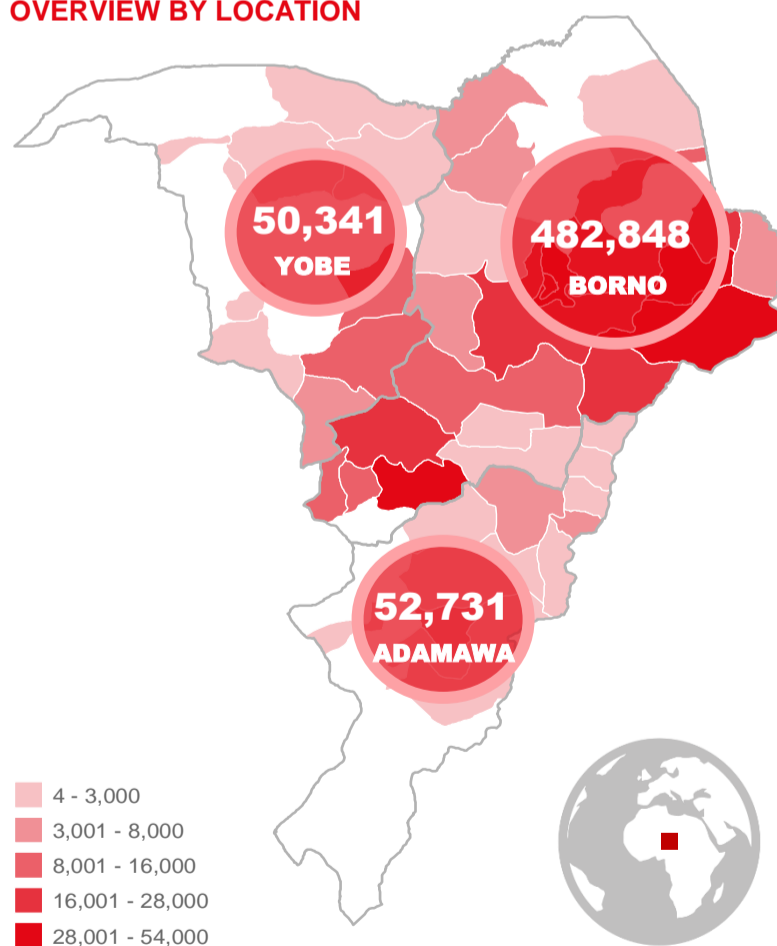 OVERVIEW BY LOCATION
50,341
YOBE
482,848
BORNO
52,731
ADAMAWA
4 - 3,000
3,001 - 8,000
8,001 - 16,000
16,001 - 28,000
28,001 - 54,000